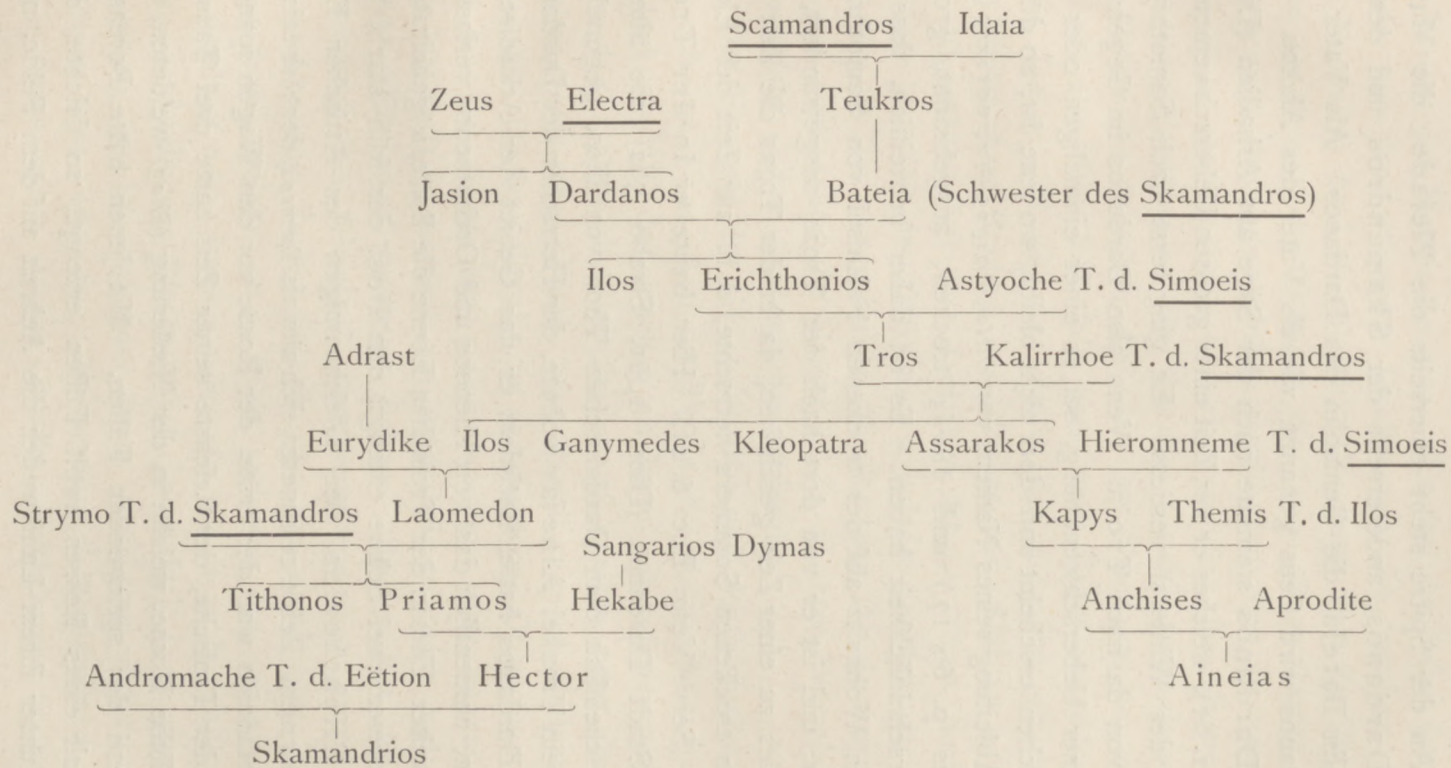 Scamandros Idaia
Zeus Electra Teukros
Jasion Dardanos Bateia (Schwester des Skamandros)
Ilos Erichthonios Astyoche T. d. Simoeis
Adrast Tros Kalirrhoe T. d. Skamandros
Eurydike Ilos Ganymedes Kleopatra Assarakos Hieromneme T. d. Simoeis
Strymo T. d. Skamandros Laomedon Kapys Themis T. d. Ilos
Sangarios Dymas
Tithonos Priamos Hekabe Anchises Aprodite
Andromache T. d. Eëtion Hector Aineias
Skamandrios